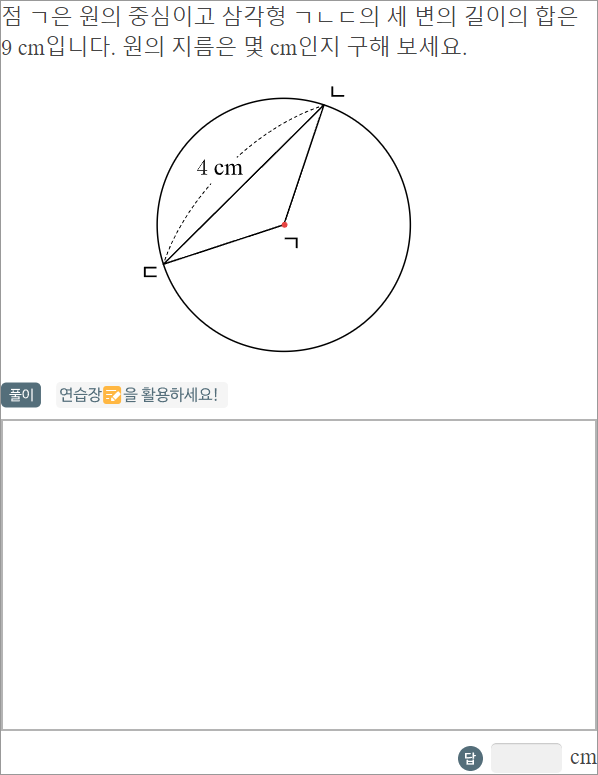 점 ㄱ은 원의 중심이고 삼각형 ㄱㄴㄷ의 세 변의 길이의 합은
9 cm입니다. 원의 지름은 몇 cm인지 구해 보세요.
ㄴ
4 cm
ㄱ
ㄷ
풀이 연습장을 활용하세요!
답 cm